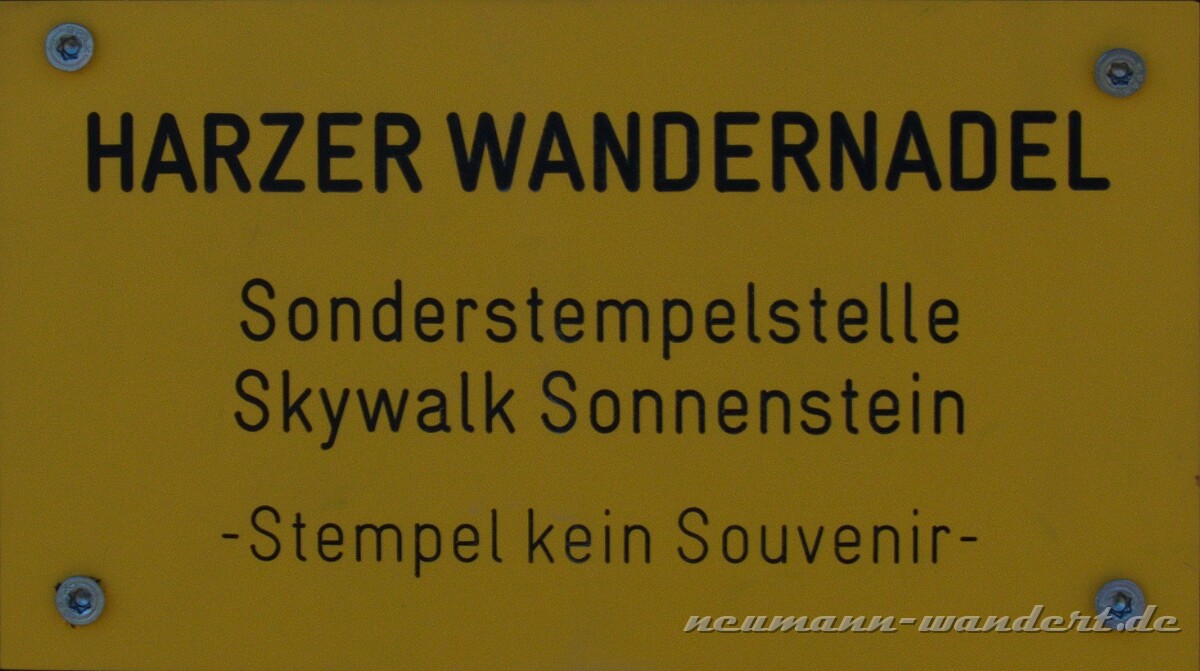 HARZER WANDERNADEL
Sonderstempelstelle
Skywalk Sonnenstein
-Stempel kein Souvenir-
neumann-wandert.de